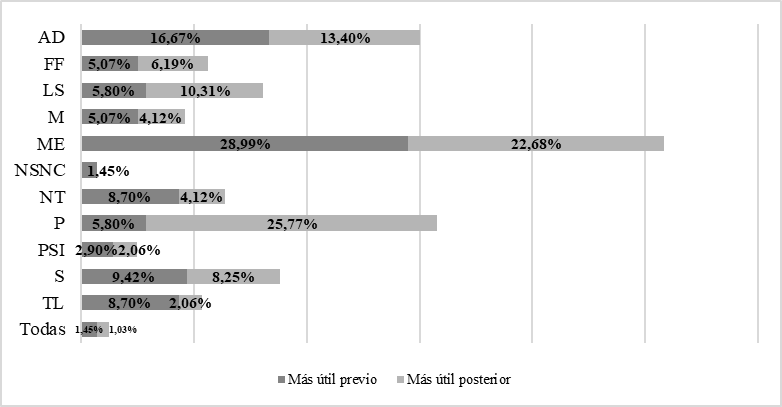 AD 16,67% 13,40%
FF 5,07% 6,19%
LS 5,80% 10,31%
M 5,07% 4,12%
ME 28,99% 22,68%
NSNC 1,45%
NT 8,70% 4,12%
P 5,80% 25,77%
PSI 2,90% 2,06%
S 9,42% 8,25%
TL 8,70% 2,06%
Todas 1,45% 1,03%
Más útil previo Más útil posterior